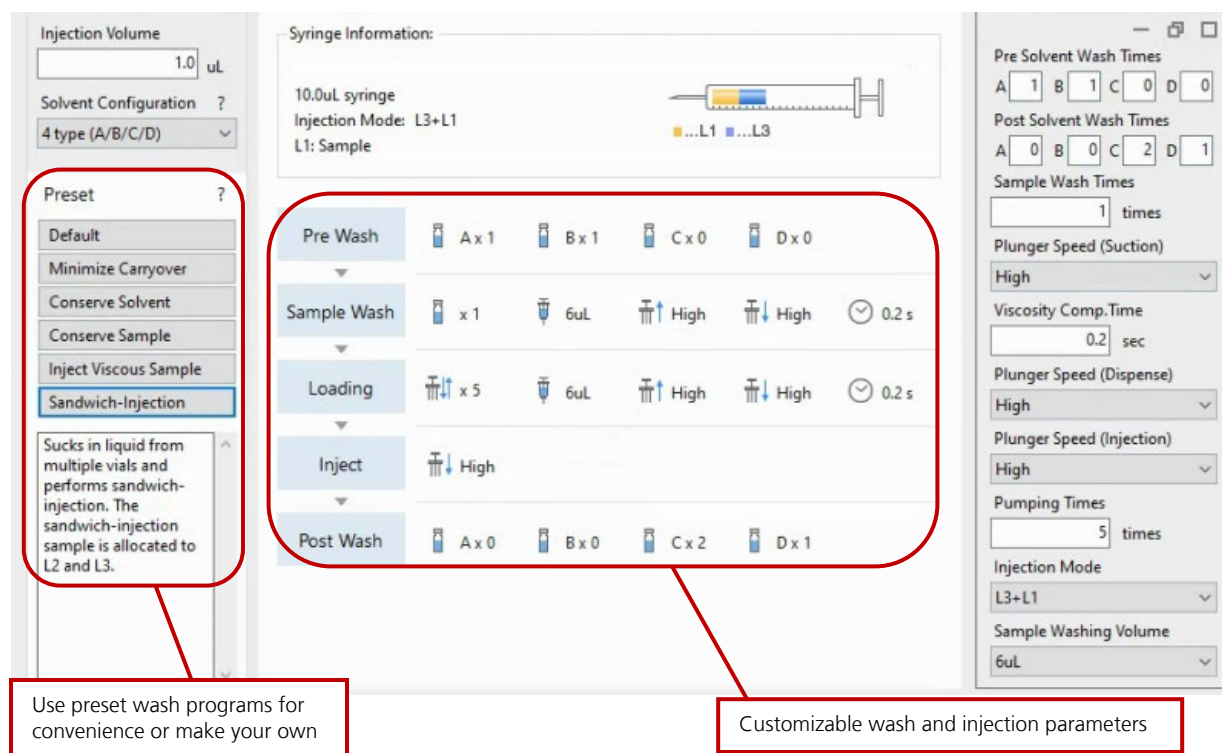 Injection Volume
1.0 uL
Solvent Configuration ?
4 type (A/B/C/D)
Preset ?
Default
Minimize Carryover
Conserve Solvent
Conserve Sample
Inject Viscous Sample
Sandwich-Injection
Sucks in liquid from
multiple vials and
performs sandwich-
injection. The
sandwich-injection
sample is allocated to
L2 and L3.
Use preset wash programs for
convenience or make your own
Syringe Information:
10.0uL syringe
Injection Mode: L3+L1
L1: Sample
...L1 ...L3
Pre Wash A x 1 B x 1 C x 0 D x 0
Sample Wash x 1 6uL High High 0.2 s
Loading x 5 6uL High High 0.2 s
Inject High
Post Wash A x 0 B x 0 C x 2 D x 1
Customizable wash and injection parameters
Pre Solvent Wash Times
A 1 B 1 C 0 D 0
Post Solvent Wash Times
A 0 B 0 C 2 D 1
Sample Wash Times
1 times
Plunger Speed (Suction)
High
Viscosity Comp.Time
0.2 sec
Plunger Speed (Dispense)
High
Plunger Speed (Injection)
High
Pumping Times
5 times
Injection Mode
L3+L1
Sample Washing Volume
6uL